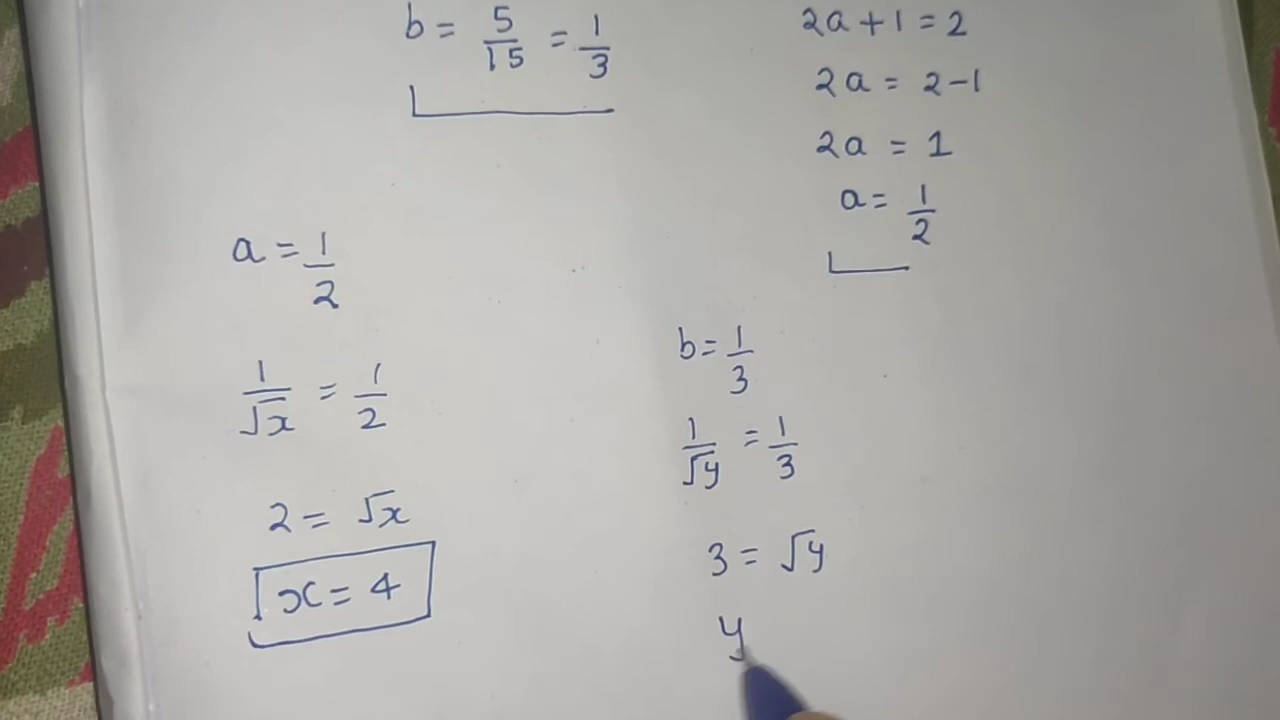 b = 5/15 = 1/3
2a + 1 = 2
2a = 2 - 1
2a = 1
a = 1/2
a = 1/2
1/√x = 1/2
2 = √x
x = 4
b = 1/3
1/√y = 1/3
3 = √y
y